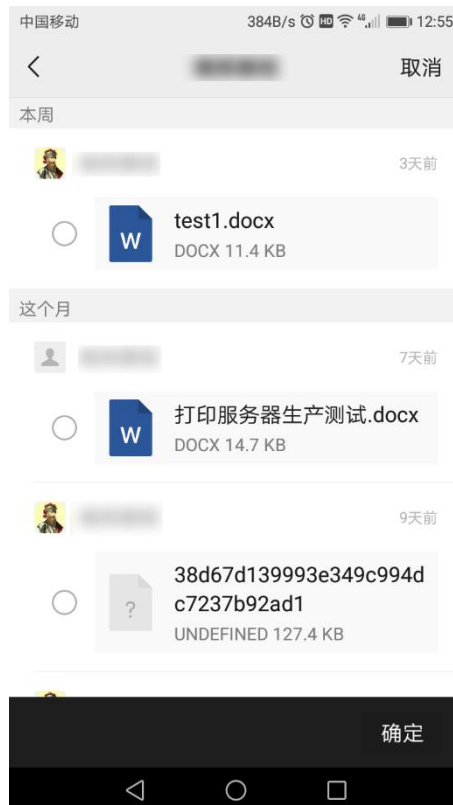 中国移动 384B/s HD 46 12:55
取消
本周
3天前
W test1.docx
DOCX 11.4 KB
这个月
7天前
W 打印服务器生产测试.docx
DOCX 14.7 KB
9天前
38d67d139993e349c994d
? c7237b92ad1
UNDEFINED 127.4 KB
确定